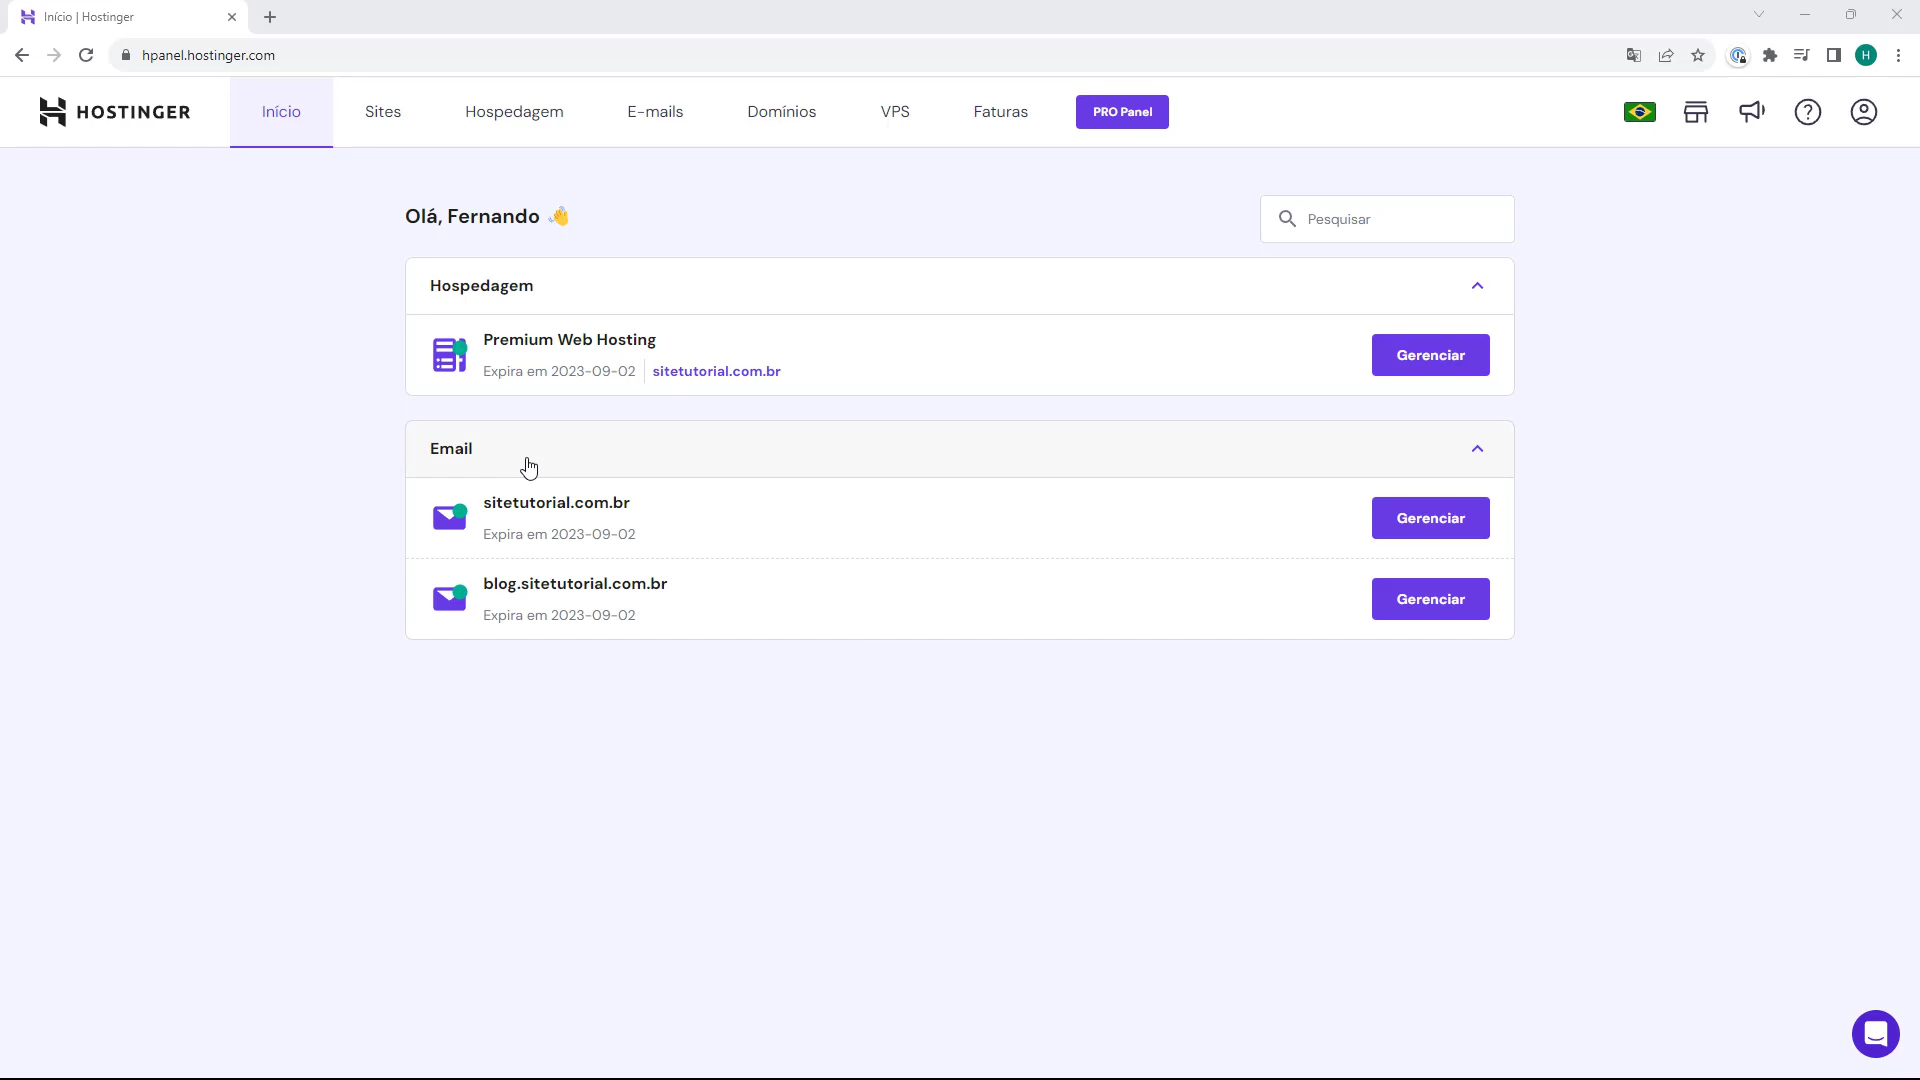 Início | Hostinger
hpanel.hostinger.com
H
HOSTINGER
Início
Sites
Hospedagem
E-mails
Domínios
VPS
Faturas
PRO Panel
Olá, Fernando 👋
Pesquisar
Hospedagem
Premium Web Hosting
Expira em 2023-09-02
sitetutorial.com.br
Gerenciar
Email
sitetutorial.com.br
Expira em 2023-09-02
Gerenciar
blog.sitetutorial.com.br
Expira em 2023-09-02
Gerenciar